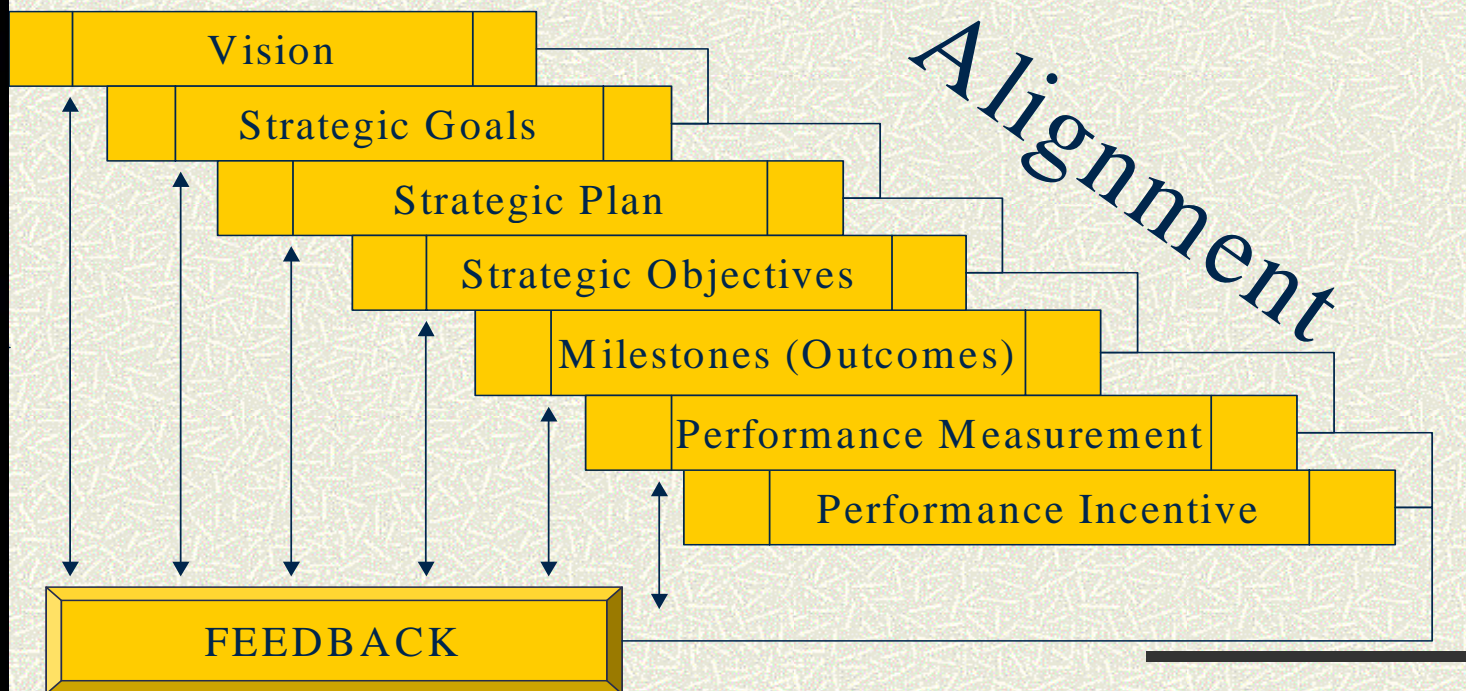 Vision
Strategic Goals
Strategic Plan
Strategic Objectives
Milestones (Outcomes)
Performance Measurement
Performance Incentive
FEEDBACK
Alignment